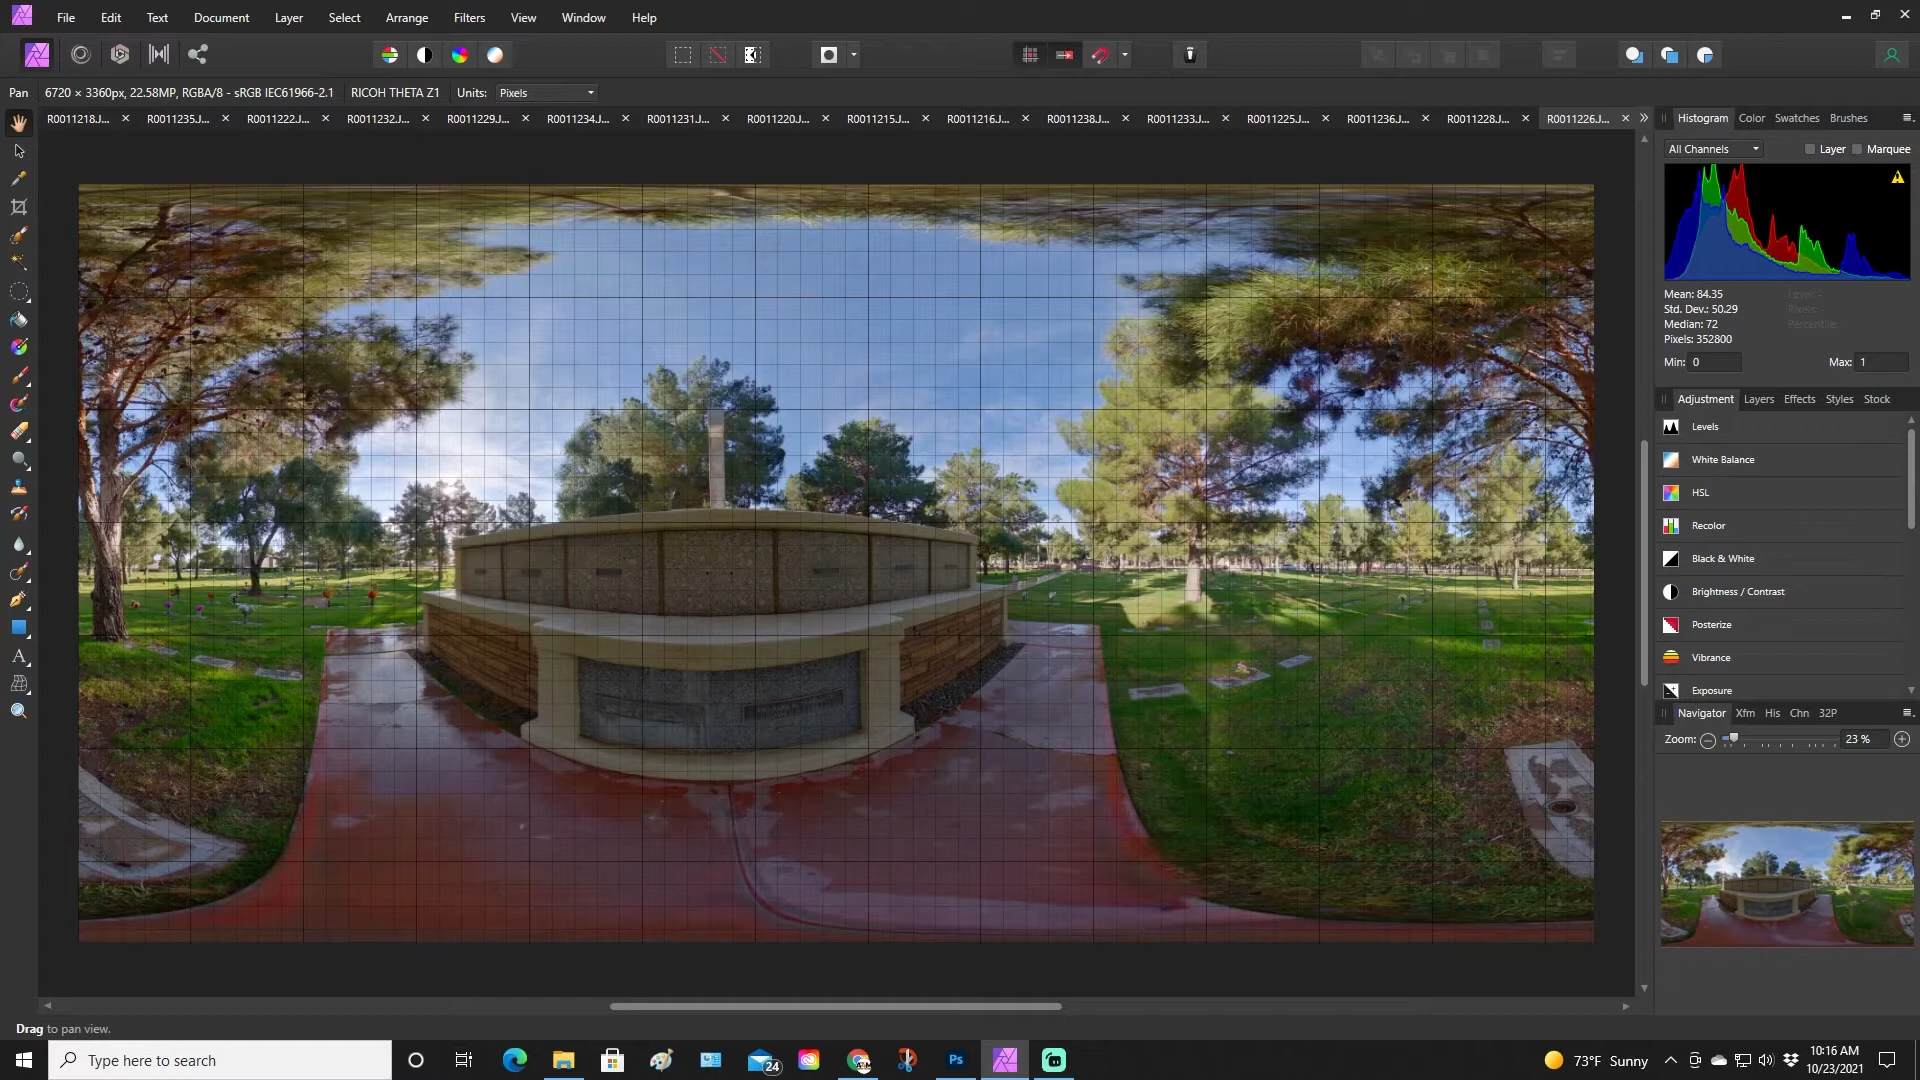 File Edit Text Document Layer Select Arrange Filters View Window Help
Pan 6720 × 3360px, 22.58MP, RGBA/8 - sRGB IEC61966-2.1 RICOH THETA Z1 Units: Pixels
R0011218.J... R0011235.J... R0011222.J... R0011232.J... R0011229.J... R0011234.J... R0011231.J... R0011220.J... R0011215.J... R0011216.J... R0011238.J... R0011233.J... R0011225.J... R0011236.J... R0011228.J... R0011226.J...
Histogram Color Swatches Brushes
All Channels Layer Marquee
Mean: 84.35 Layer: -
Std. Dev.: 50.29 Pixels: -
Median: 72 Percentile:
Pixels: 352800
Min: 0 Max: 1
Adjustment Layers Effects Styles Stock
Levels
White Balance
HSL
Recolor
Black & White
Brightness / Contrast
Posterize
Vibrance
Exposure
Navigator Xfm His Chn 32P
Zoom: 23 %
Drag to pan view.
Type here to search
24
Ps
73°F Sunny
10:16 AM
10/23/2021